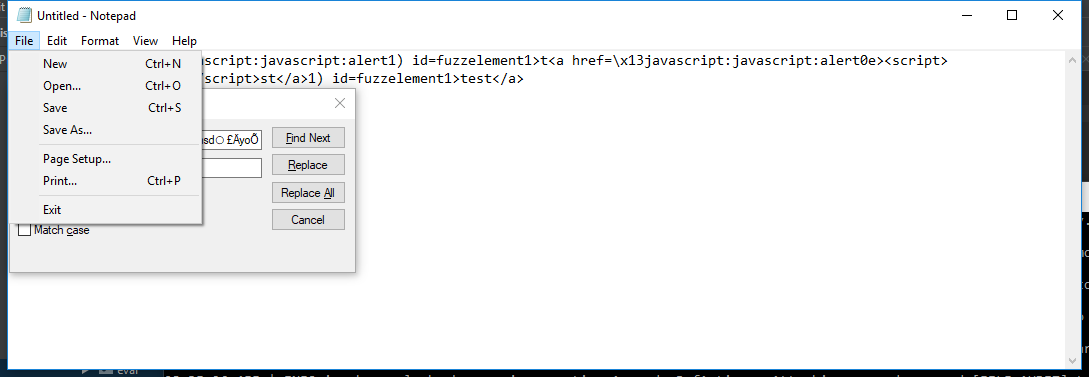 Untitled - Notepad
File Edit Format View Help
New Ctrl+N
Open... Ctrl+O
Save Ctrl+S
Save As...
Page Setup...
Print... Ctrl+P
Exit
ascript:javascript:alert1) id=fuzzelement1>t<a href=\x13javascript:javascript:alert0e><script>
script>st</a>1) id=fuzzelement1>test</a>
£ÄyoÕ
Find Next
Replace
Replace All
Cancel
Match case
eval